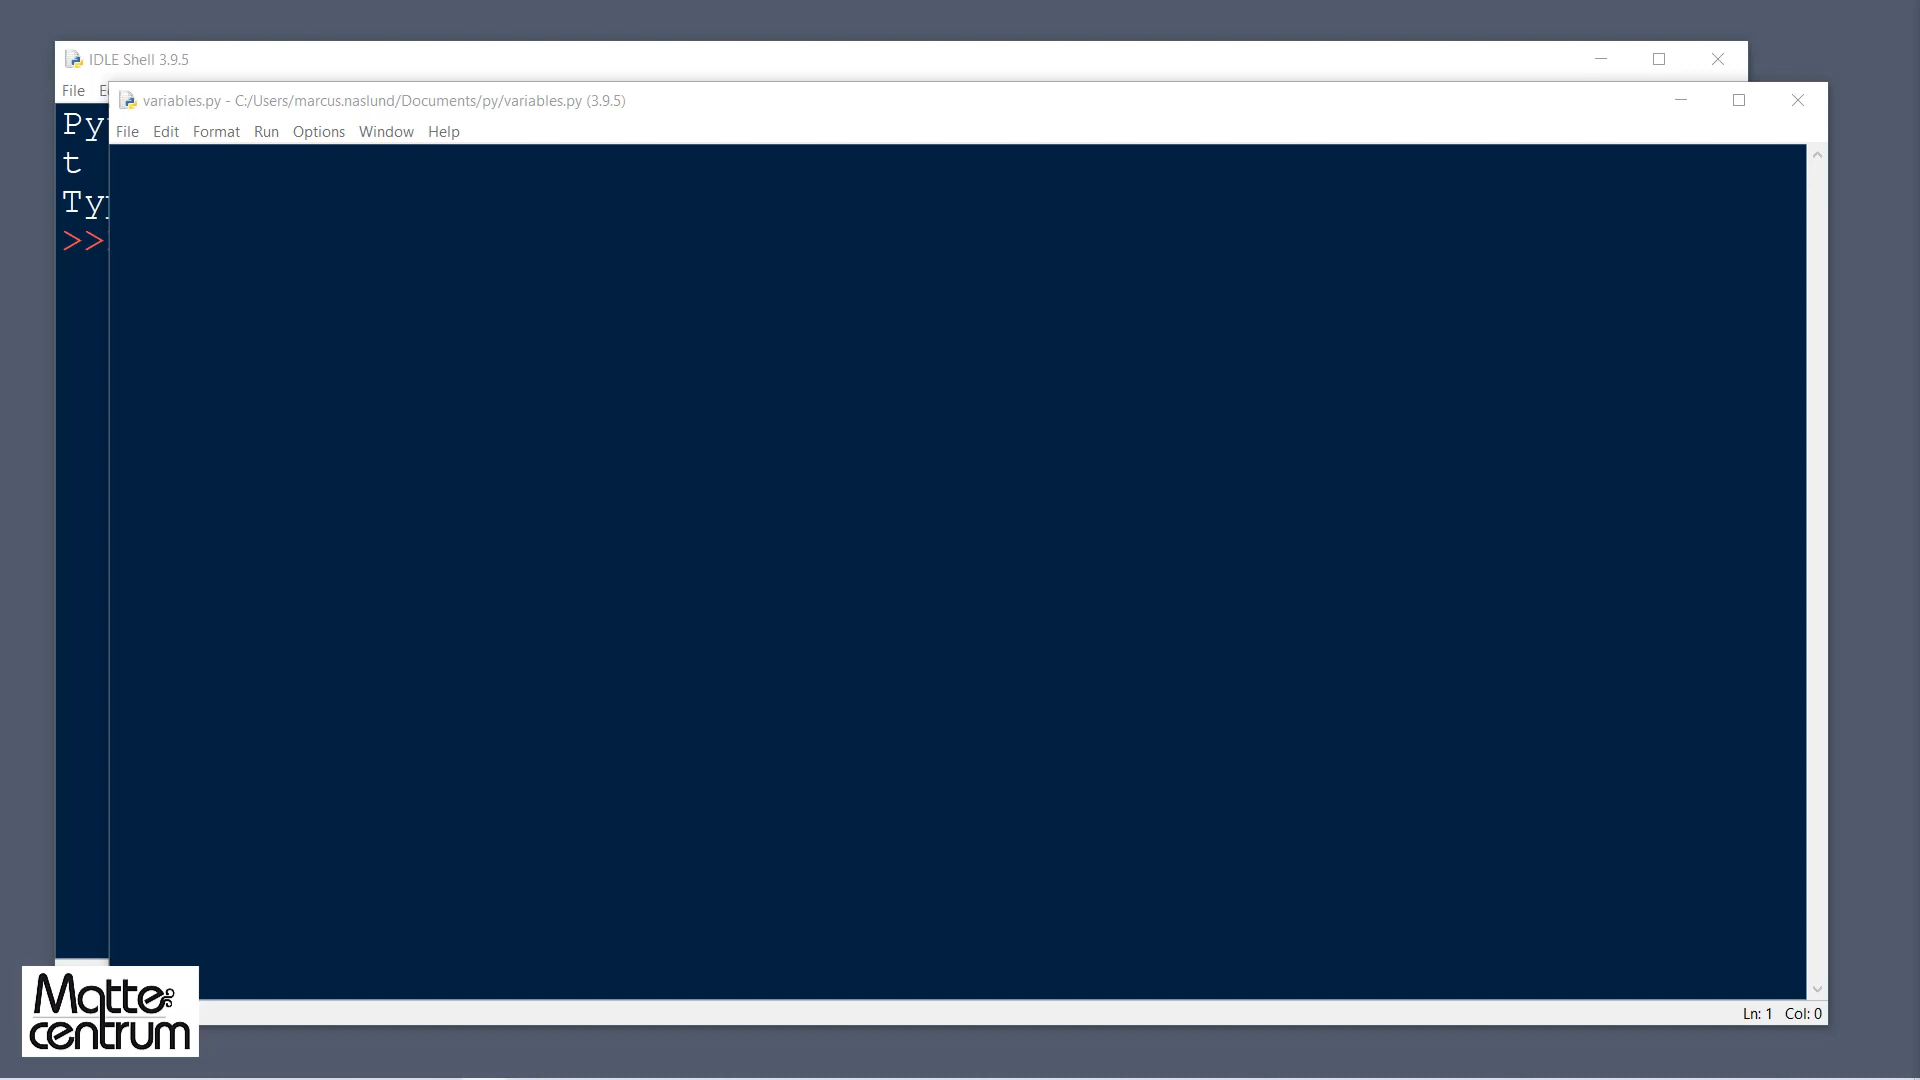 IDLE Shell 3.9.5
File
variables.py - C:/Users/marcus.naslund/Documents/py/variables.py (3.9.5)
File Edit Format Run Options Window Help
Py
t
Ty
>>
Ln: 1 Col: 0
Matte
centrum